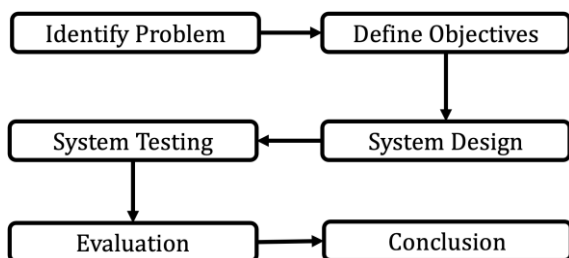 Identify Problem
Define Objectives
System Design
System Testing
Evaluation
Conclusion